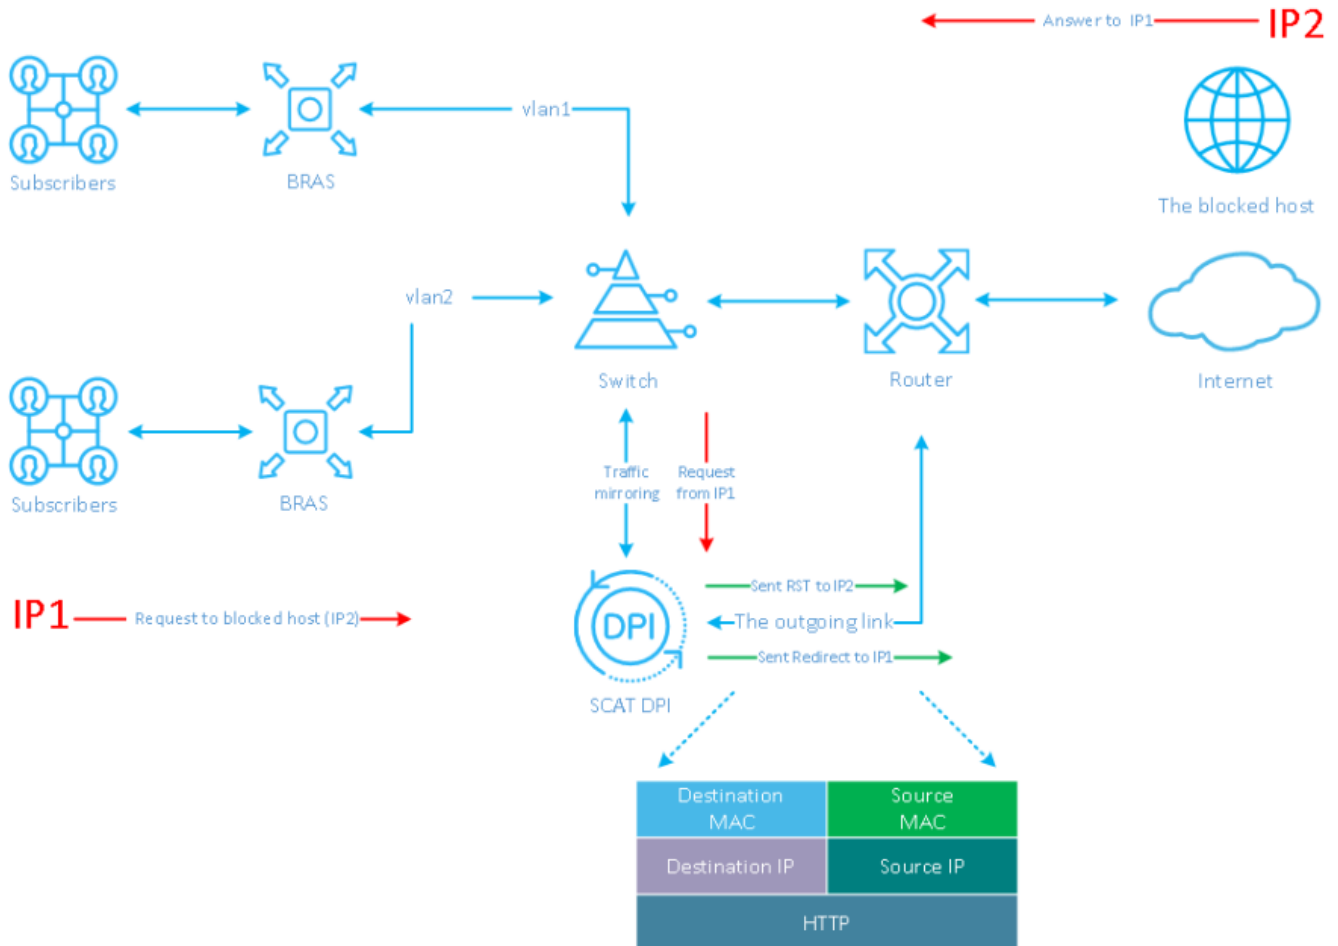 Answer to IP1
IP2
Subscribers
BRAS
vlan1
The blocked host
vlan2
Switch
Router
Internet
Subscribers
BRAS
Traffic
mirroring
Request
from IP1
IP1
Request to blocked host (IP2)
DPI
SCAT DPI
Sent RST to IP2
The outgoing link
Sent Redirect to IP1
Destination
MAC
Source
MAC
Destination IP
Source IP
HTTP